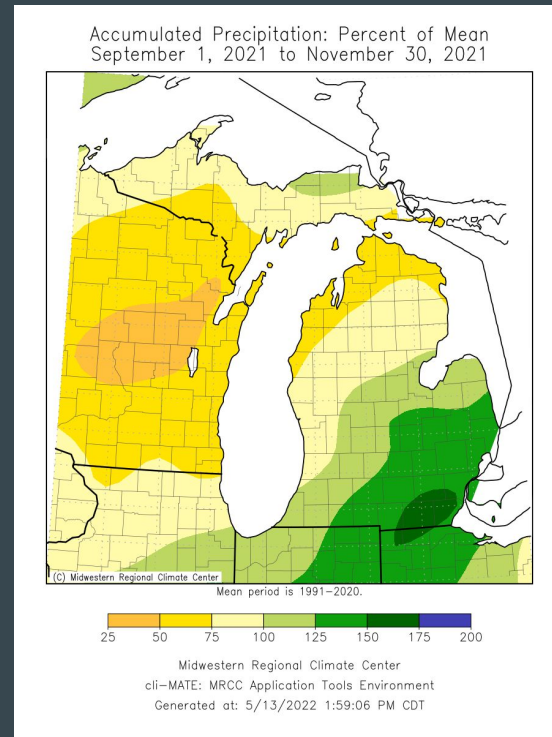 Accumulated Precipitation: Percent of Mean
September 1, 2021 to November 30, 2021
(C) Midwestern Regional Climate Center
Mean period is 1991-2020.
25 50 75 100 125 150 175 200
Midwestern Regional Climate Center
cli-MATE: MRCC Application Tools Environment
Generated at: 5/13/2022 1:59:06 PM CDT